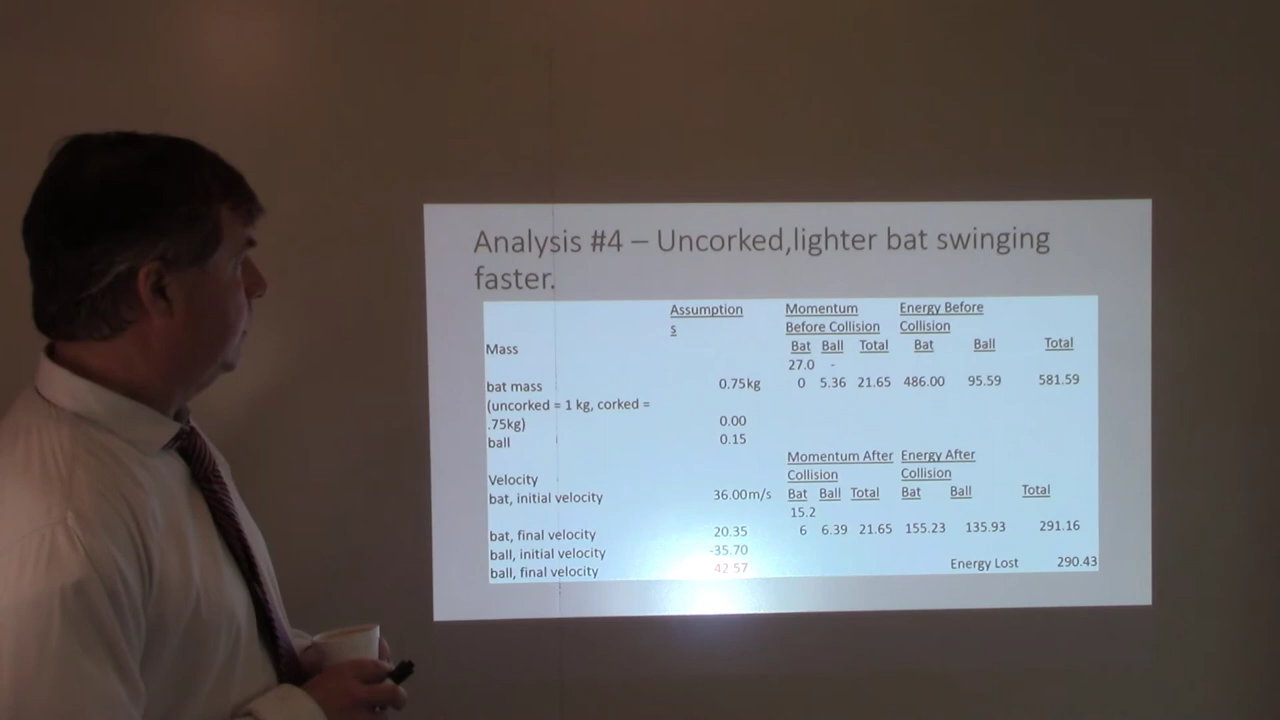 Analysis #4 – Uncorked,lighter bat swinging
faster.
Assumption
s
Momentum
Before Collision
Energy Before
Collision
Mass
Bat Ball Total Bat Ball Total
27.0 -
bat mass 0.75kg 0 5.36 21.65 486.00 95.59 581.59
(uncorked = 1 kg, corked =
.75kg) 0.00
ball 0.15
Momentum After
Collision
Energy After
Collision
Velocity
bat, initial velocity 36.00m/s Bat Ball Total Bat Ball Total
15.2
bat, final velocity 20.35 6 6.39 21.65 155.23 135.93 291.16
ball, initial velocity -35.70
ball, final velocity 42.57 Energy Lost 290.43